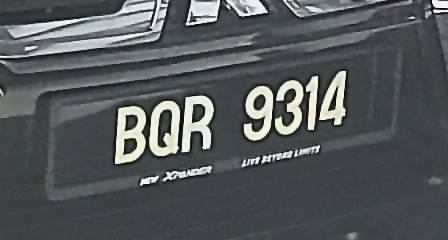 BQR 9314
NEW XPANDER LIVE BEYOND LIMITS